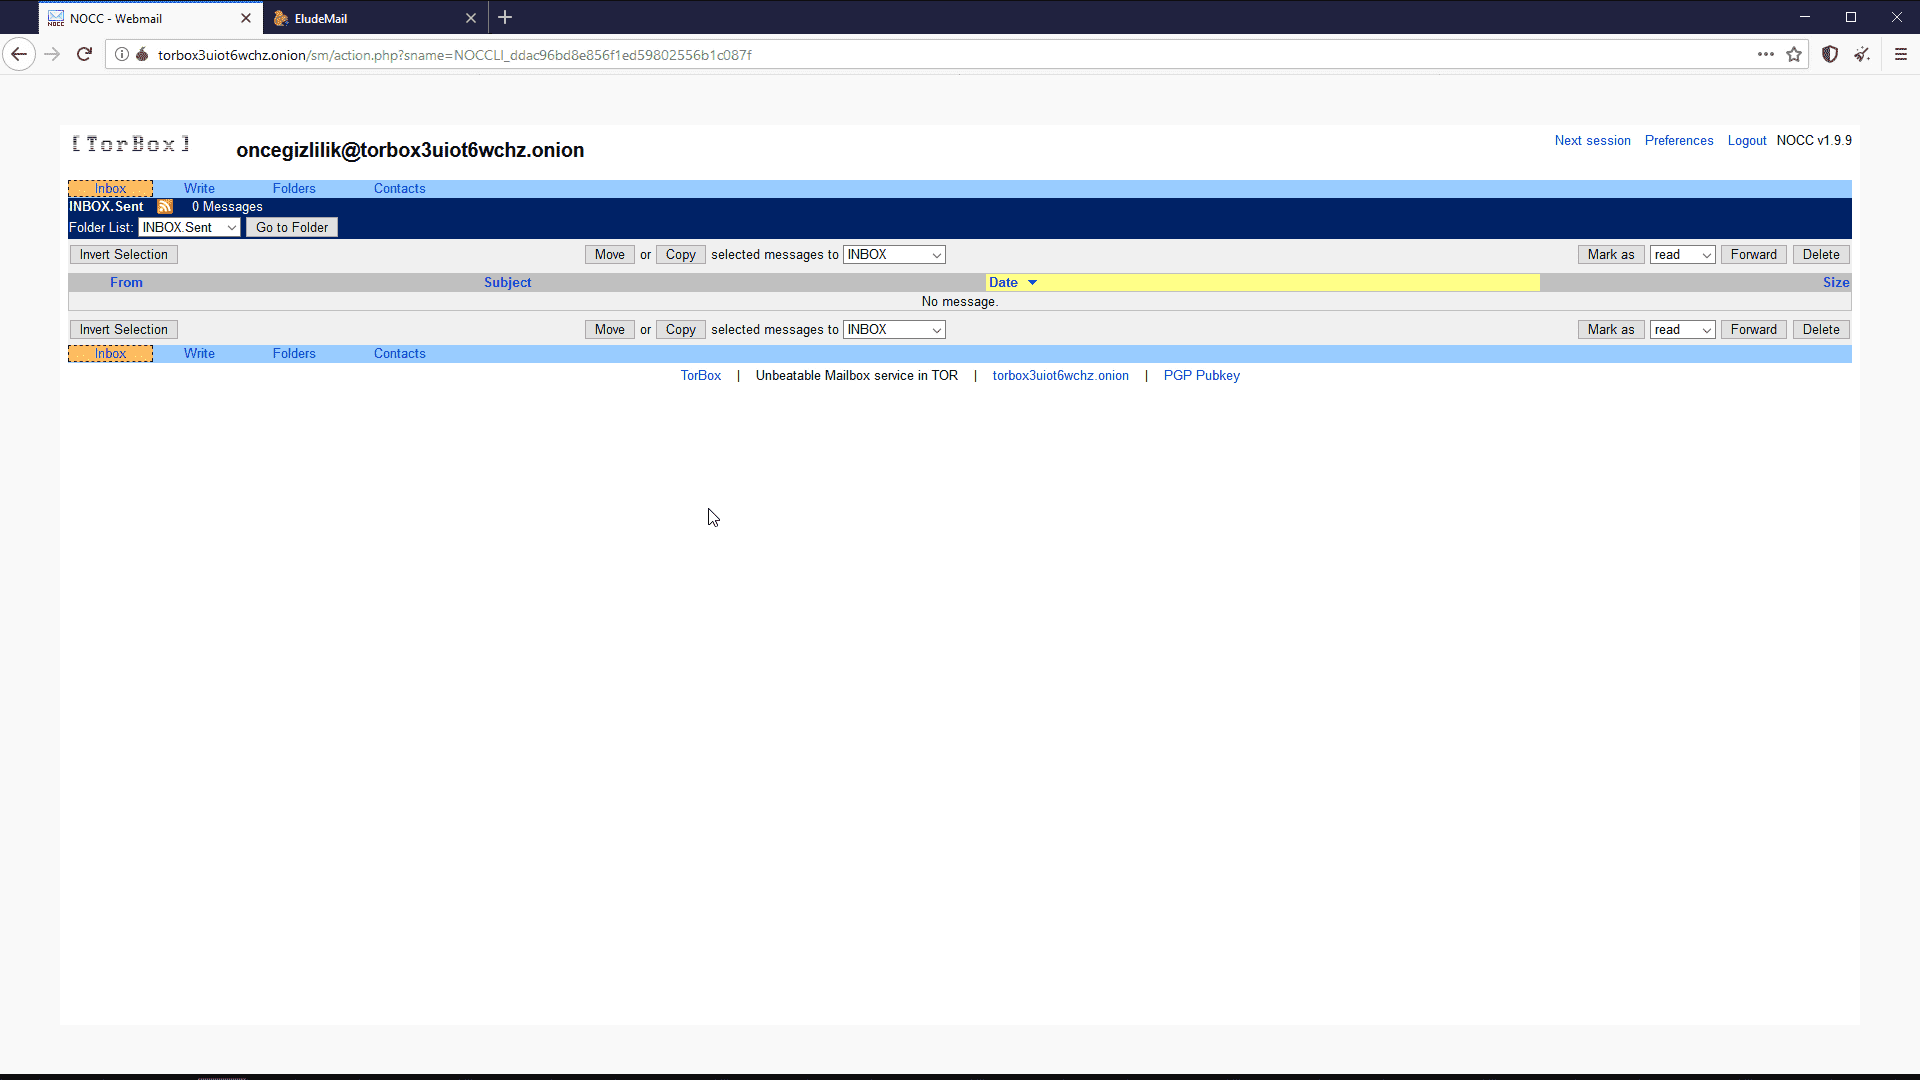 NOCC - Webmail
EludeMail
torbox3uiot6wchz.onion/sm/action.php?sname=NOCCLI_ddac96bd8e856f1ed59802556b1c087f
[TorBox]
oncegizlilik@torbox3uiot6wchz.onion
Next session Preferences Logout NOCC v1.9.9
Inbox Write Folders Contacts
INBOX.Sent 0 Messages
Folder List: INBOX.Sent Go to Folder
Invert Selection Move or Copy selected messages to INBOX Mark as read Forward Delete
From Subject Date Size
No message.
Invert Selection Move or Copy selected messages to INBOX Mark as read Forward Delete
Inbox Write Folders Contacts
TorBox | Unbeatable Mailbox service in TOR | torbox3uiot6wchz.onion | PGP Pubkey